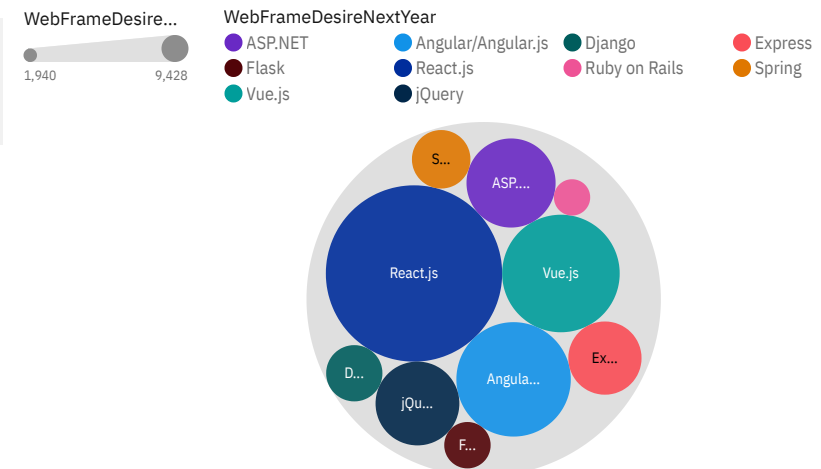 WebFrameDesire...
1,940 9,428
WebFrameDesireNextYear
ASP.NET Angular/Angular.js Django Express
Flask React.js Ruby on Rails Spring
Vue.js jQuery
S...
ASP....
React.js Vue.js
Ex...
D... Angula...
jQu...
F...